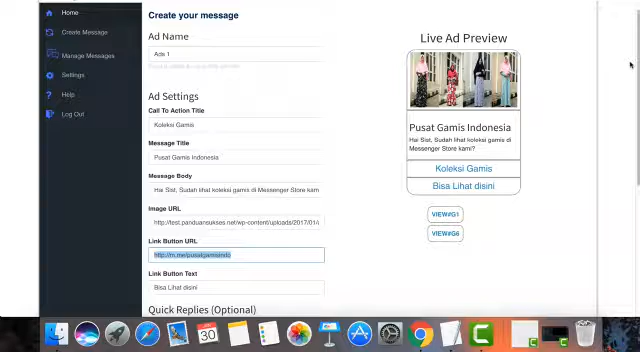 Home
Create Message
Manage Messages
Settings
Help
Log Out
Create your message
Ad Name
Ads 1
Ad Settings
Call To Action Title
Koleksi Gamis
Message Title
Pusat Gamis Indonesia
Message Body
Hai Sist, Sudah lihat koleksi gamis di Messenger Store kam
Image URL
http://test.panduansukses.net/wp-content/uploads/2017/01/
Link Button URL
http://m.me/pusatgamisindo
Link Button Text
Bisa Lihat disini
Quick Replies (Optional)
Live Ad Preview
Pusat Gamis Indonesia
Hai Sist, Sudah lihat koleksi gamis di
Messenger Store kami?
Koleksi Gamis
Bisa Lihat disini
VIEW#G1
VIEW#G6
30